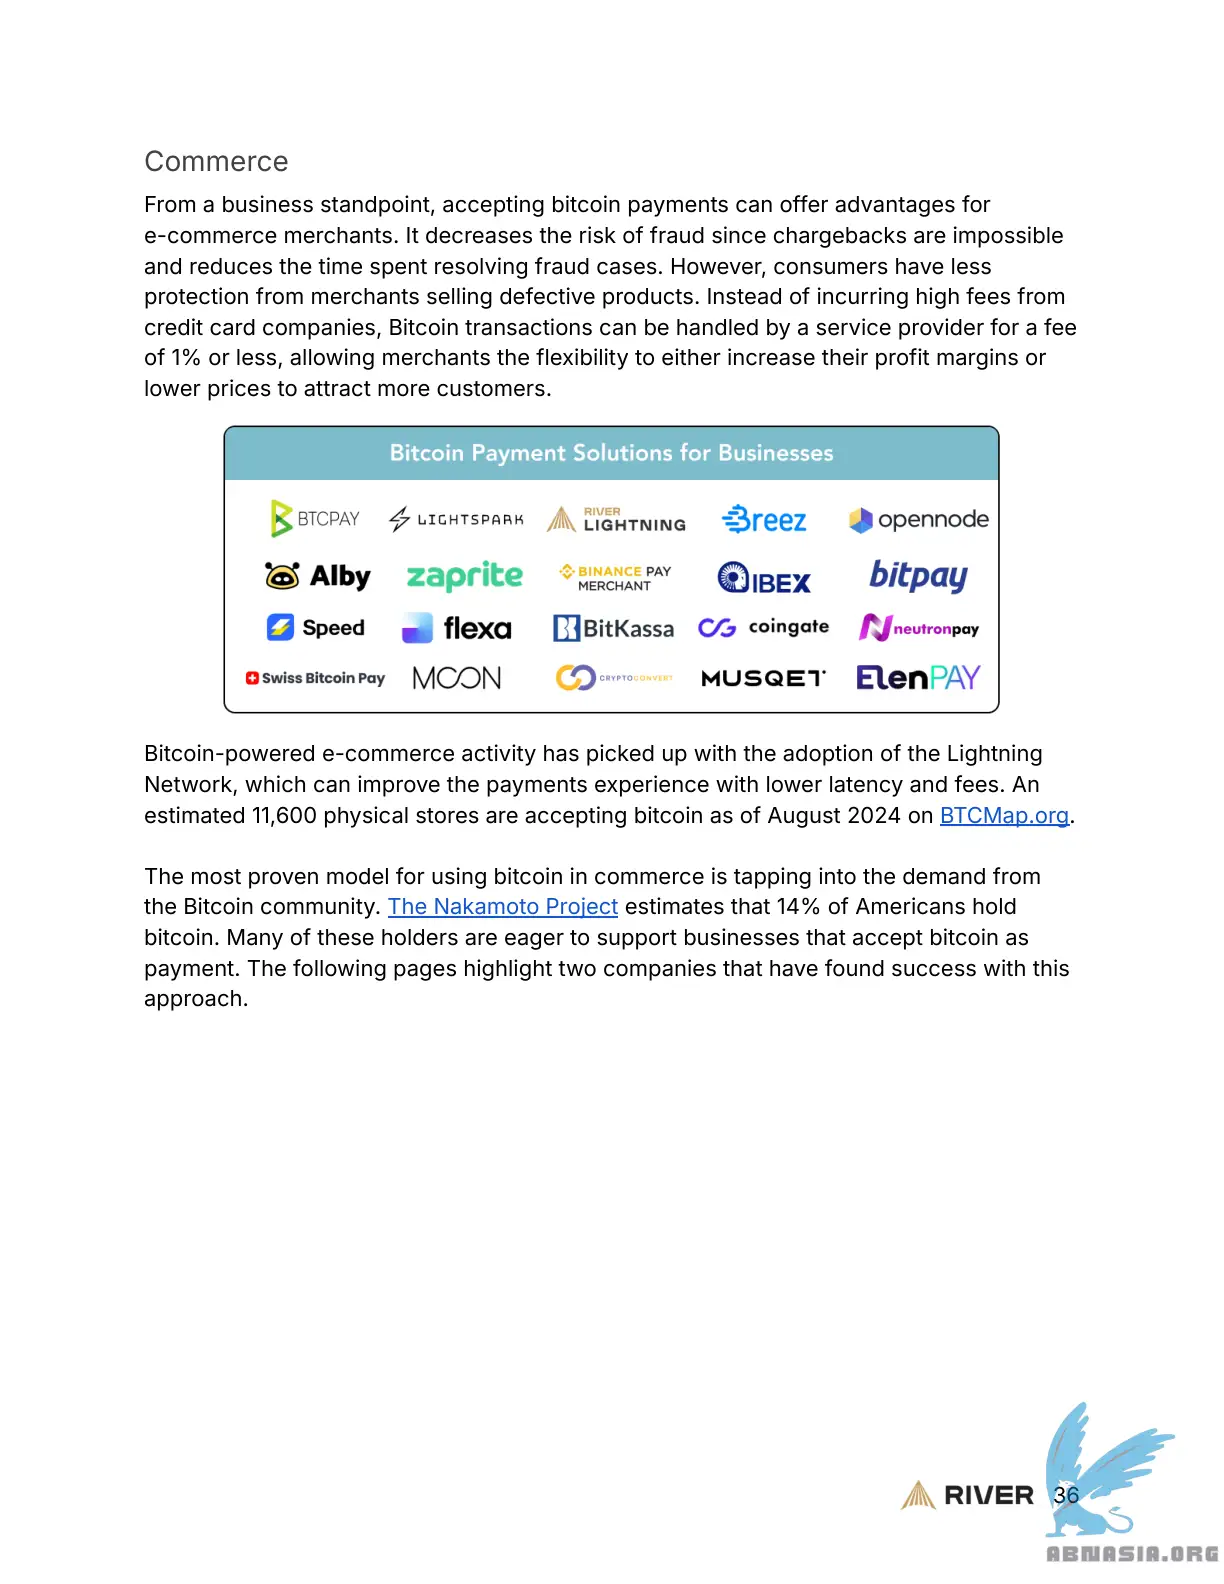 Commerce
From a business standpoint, accepting bitcoin payments can offer advantages for
e-commerce merchants. It decreases the risk of fraud since chargebacks are impossible
and reduces the time spent resolving fraud cases. However, consumers have less
protection from merchants selling defective products. Instead of incurring high fees from
credit card companies, Bitcoin transactions can be handled by a service provider for a fee
of 1% or less, allowing merchants the flexibility to either increase their profit margins or
lower prices to attract more customers.
Bitcoin Payment Solutions for Businesses
BTCPAY LIGHTSPARK RIVER LIGHTNING Breez opennode
Alby zaprite BINANCE PAY MERCHANT IBEX bitpay
Speed flexa BitKassa coingate neutronpay
Swiss Bitcoin Pay MOON CRYPTOCONVERT MUSQET ElenPAY
Bitcoin-powered e-commerce activity has picked up with the adoption of the Lightning
Network, which can improve the payments experience with lower latency and fees. An
estimated 11,600 physical stores are accepting bitcoin as of August 2024 on BTCMap.org.
The most proven model for using bitcoin in commerce is tapping into the demand from
the Bitcoin community. The Nakamoto Project estimates that 14% of Americans hold
bitcoin. Many of these holders are eager to support businesses that accept bitcoin as
payment. The following pages highlight two companies that have found success with this
approach.
RIVER 36
ABNASIA.ORG